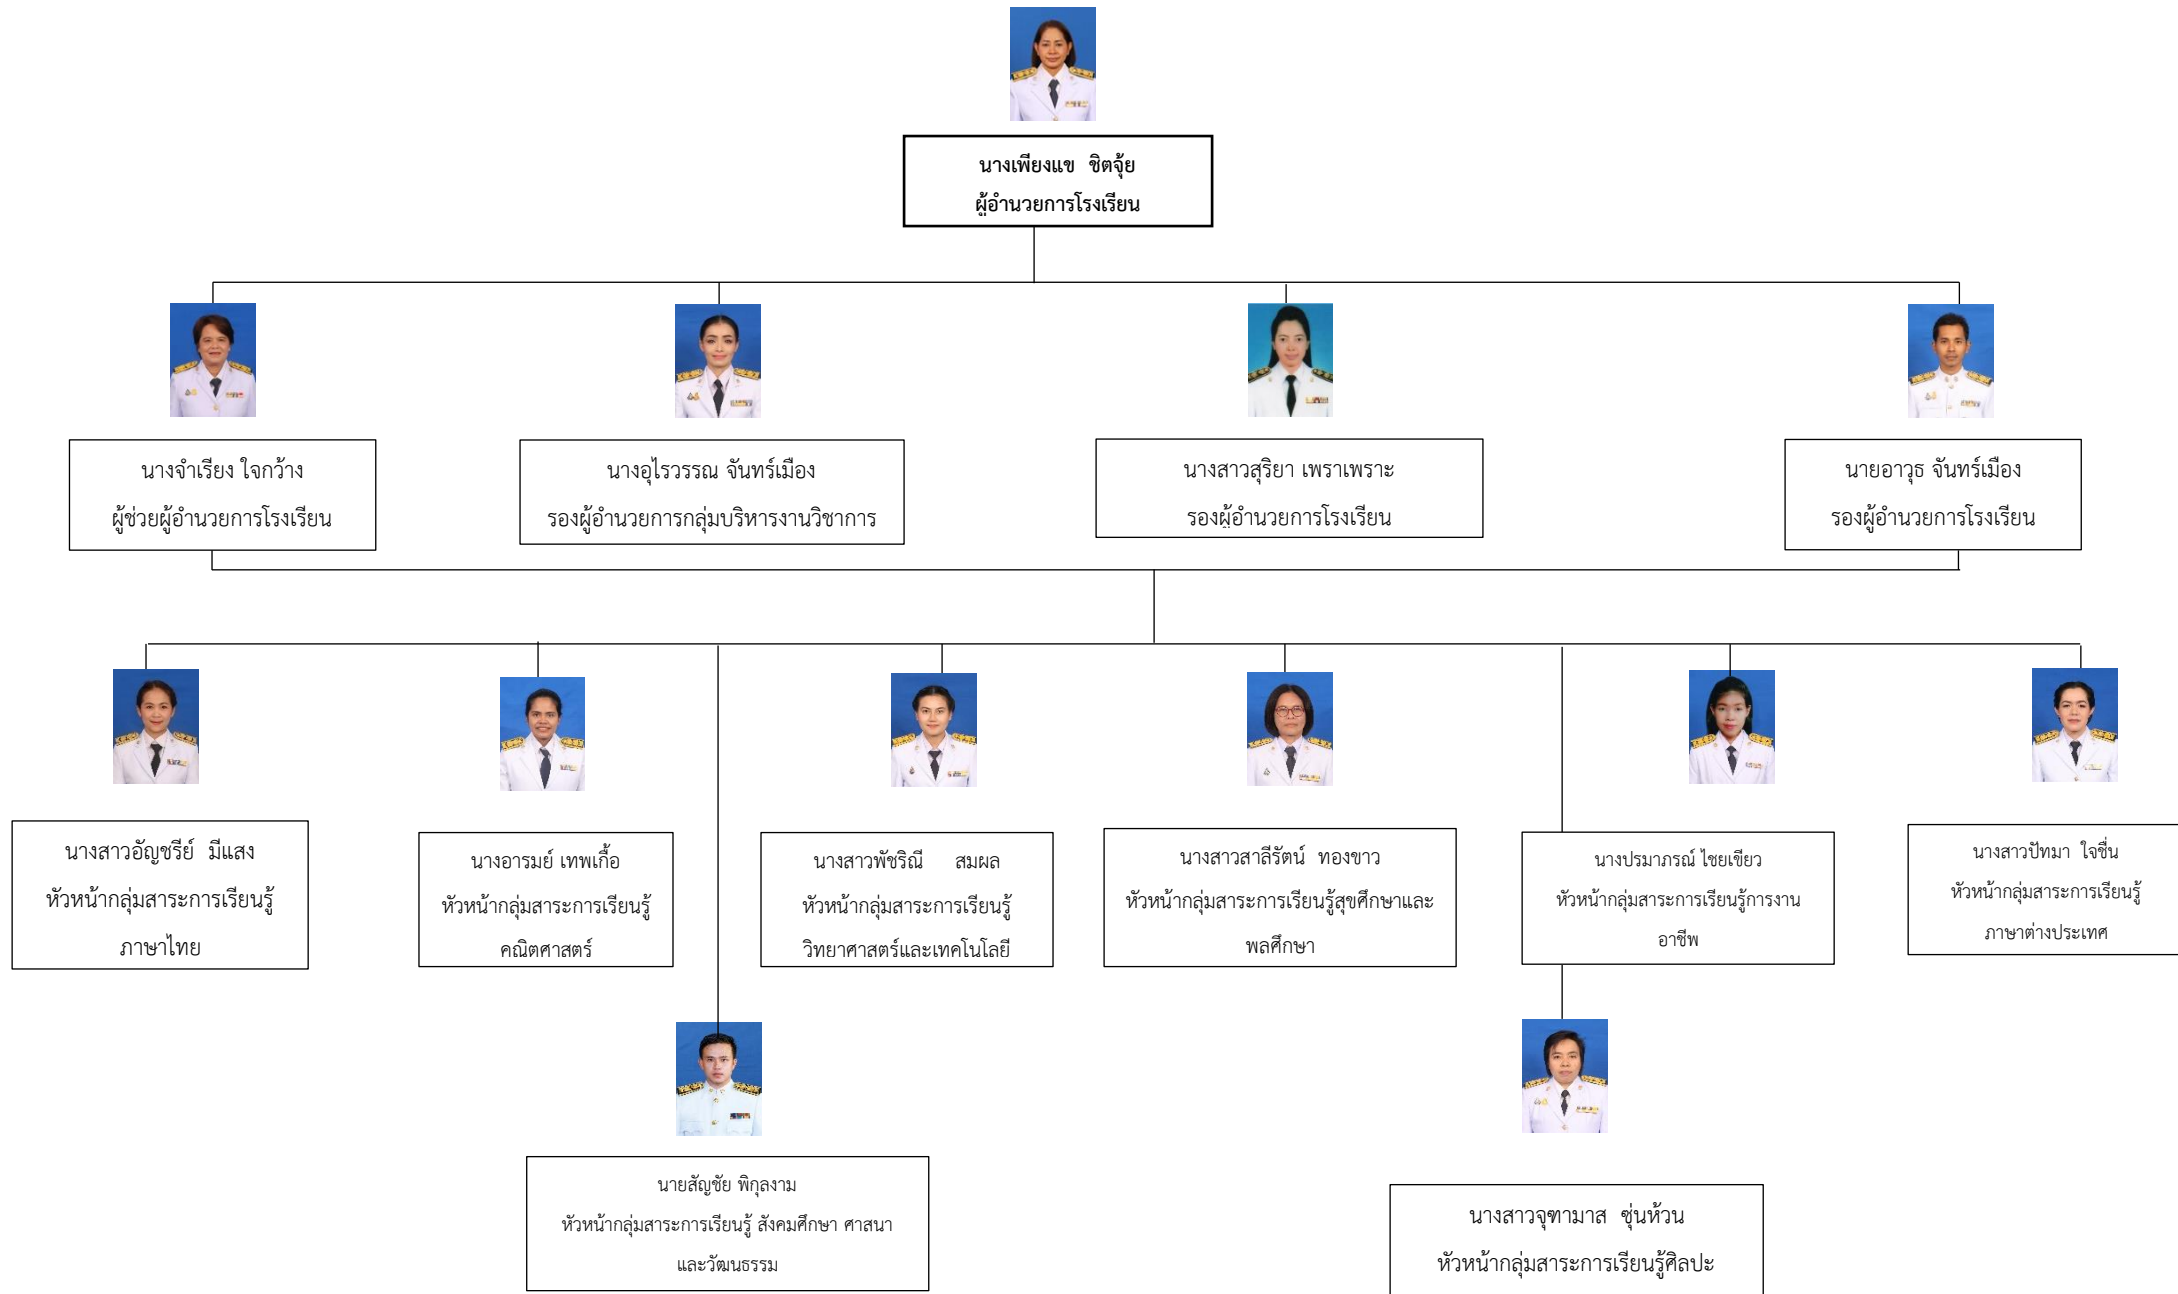 นางเพียงแข ชิตจุ้ย
ผู้อำนวยการโรงเรียน
นางจำเรียง ใจกว้าง
ผู้ช่วยผู้อำนวยการโรงเรียน
นางอุไรวรรณ จันทร์เมือง
รองผู้อำนวยการกลุ่มบริหารงานวิชาการ
นางสาวสุริยา เพราเพราะ
รองผู้อำนวยการโรงเรียน
นายอาวุธ จันทร์เมือง
รองผู้อำนวยการโรงเรียน
นางสาวอัญชรีย์ มีแสง
หัวหน้ากลุ่มสาระการเรียนรู้
ภาษาไทย
นางอารมย์ เทพเกื้อ
หัวหน้ากลุ่มสาระการเรียนรู้
คณิตศาสตร์
นางสาวพัชริณี สมผล
หัวหน้ากลุ่มสาระการเรียนรู้
วิทยาศาสตร์และเทคโนโลยี
นางสาวสาลีรัตน์ ทองขาว
หัวหน้ากลุ่มสาระการเรียนรู้สุขศึกษาและ
พลศึกษา
นางปรมาภรณ์ ไชยเขียว
หัวหน้ากลุ่มสาระการเรียนรู้การงาน
อาชีพ
นางสาวปัทมา ใจชื่น
หัวหน้ากลุ่มสาระการเรียนรู้
ภาษาต่างประเทศ
นายสัญชัย พิกุลงาม
หัวหน้ากลุ่มสาระการเรียนรู้ สังคมศึกษา ศาสนา
และวัฒนธรรม
นางสาวจุฑามาส ซุ่นห้วน
หัวหน้ากลุ่มสาระการเรียนรู้ศิลปะ